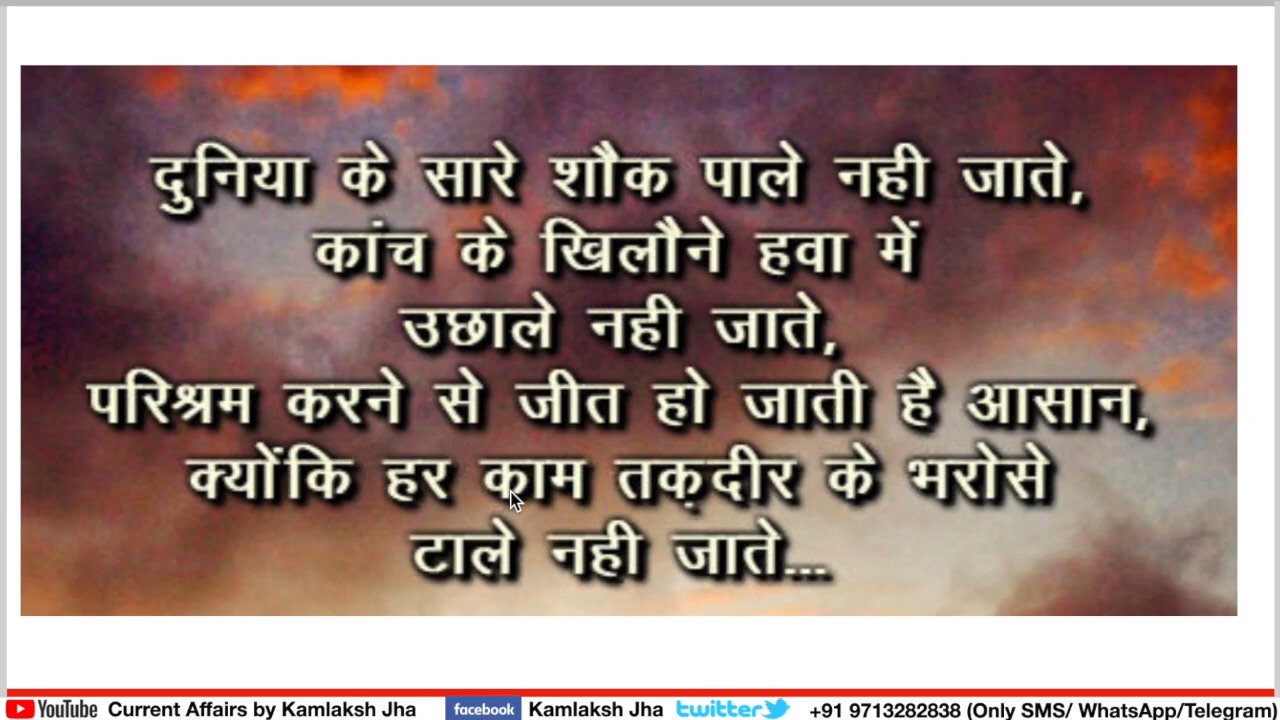 दुनिया के सारे शौक पाले नही जाते,
कांच के खिलौने हवा में
उछाले नही जाते,
परिश्रम करने से जीत हो जाती है आसान,
क्योंकि हर काम तक़दीर के भरोसे
टाले नही जाते...
YouTube Current Affairs by Kamlaksh Jha facebook Kamlaksh Jha twitter +91 9713282838 (Only SMS/ WhatsApp/Telegram)